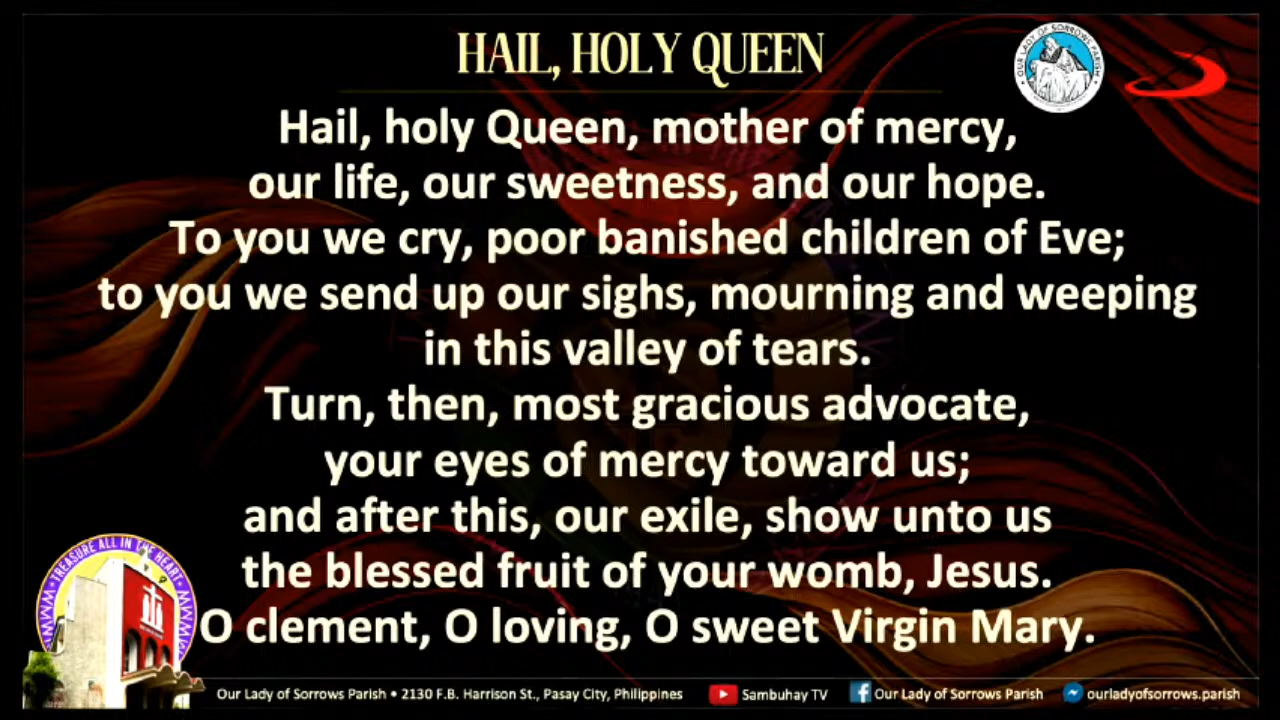 HAIL, HOLY QUEEN
OUR LADY OF SORROWS PARISH
Hail, holy Queen, mother of mercy,
our life, our sweetness, and our hope.
To you we cry, poor banished children of Eve;
to you we send up our sighs, mourning and weeping
in this valley of tears.
Turn, then, most gracious advocate,
your eyes of mercy toward us;
and after this, our exile, show unto us
the blessed fruit of your womb, Jesus.
O clement, O loving, O sweet Virgin Mary.
TREASURE ALL IN THE HEART
Our Lady of Sorrows Parish • 2130 F.B. Harrison St., Pasay City, Philippines Sambuhay TV Our Lady of Sorrows Parish ourladyofsorrows.parish